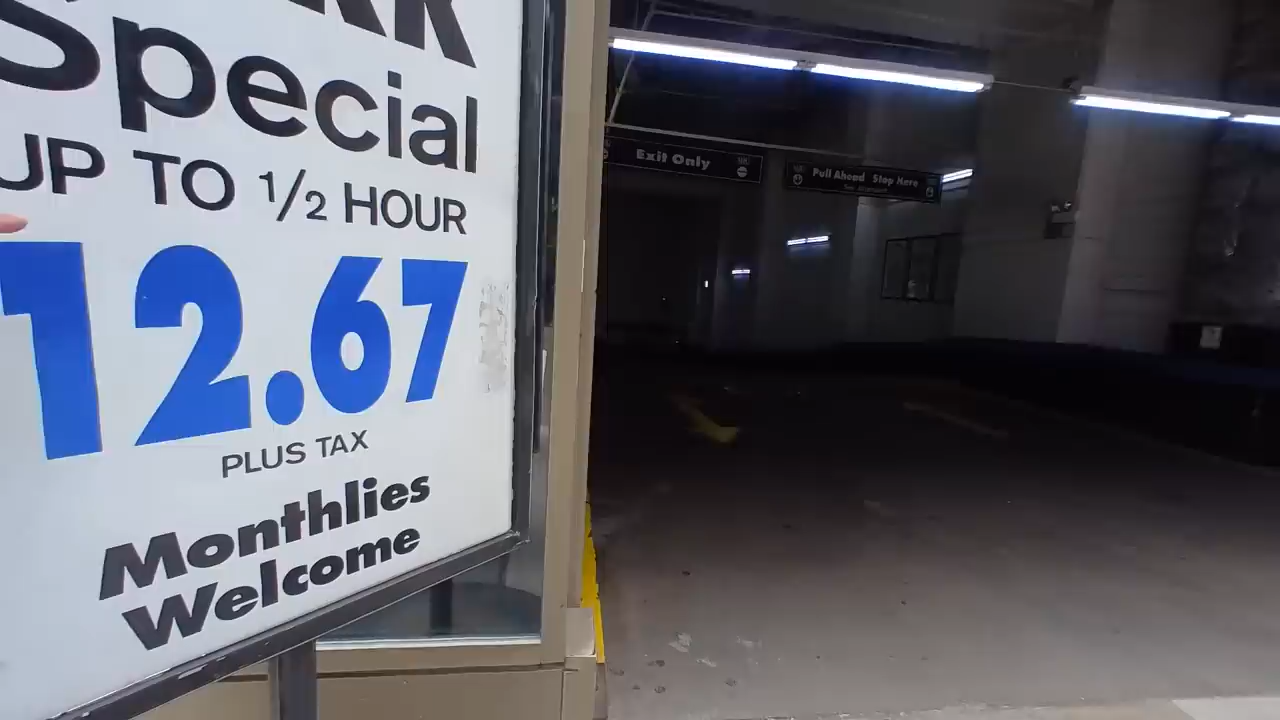 Special
UP TO 1/2 HOUR
12.67
PLUS TAX
Monthlies
Welcome
Exit Only
Pull Ahead Stop Here